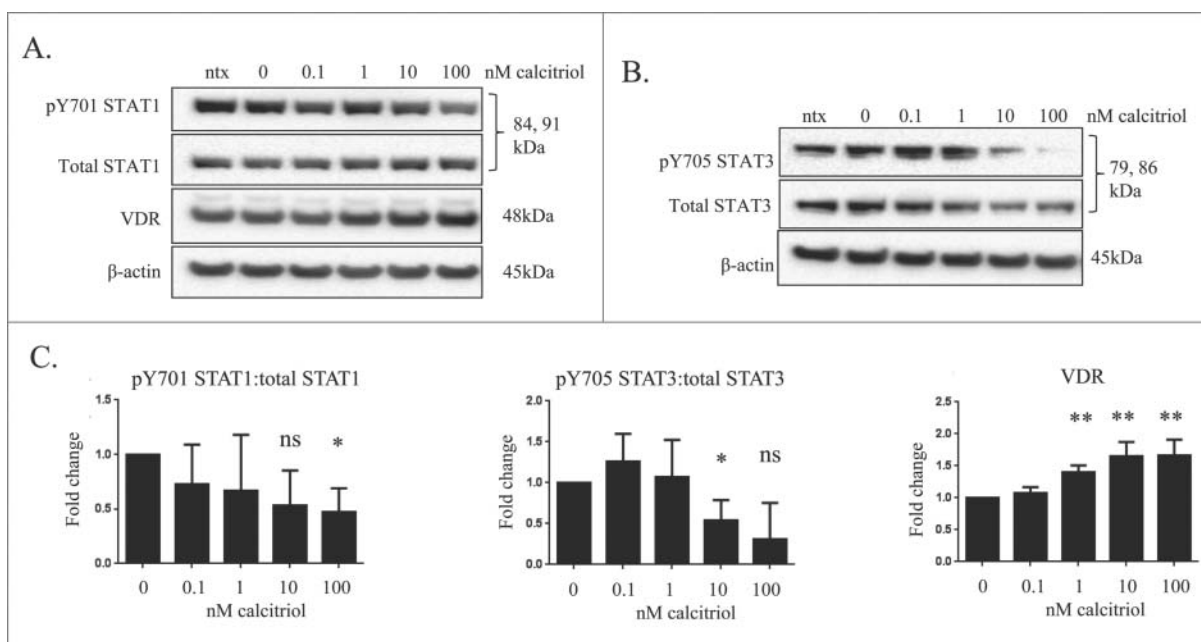 A.
ntx 0 0.1 1 10 100 nM calcitriol
pY701 STAT1
84, 91
kDa
Total STAT1
VDR 48kDa
β-actin 45kDa
B.
ntx 0 0.1 1 10 100 nM calcitriol
pY705 STAT3
79, 86
kDa
Total STAT3
β-actin 45kDa
C.
pY701 STAT1:total STAT1
Fold change
1.5
1.0
0.5
0.0
ns *
0 0.1 1 10 100
nM calcitriol
pY705 STAT3:total STAT3
Fold change
2.0
1.5
1.0
0.5
0.0
* ns
0 0.1 1 10 100
nM calcitriol
VDR
Fold change
2.5
2.0
1.5
1.0
0.5
0.0
** ** **
0 0.1 1 10 100
nM calcitriol